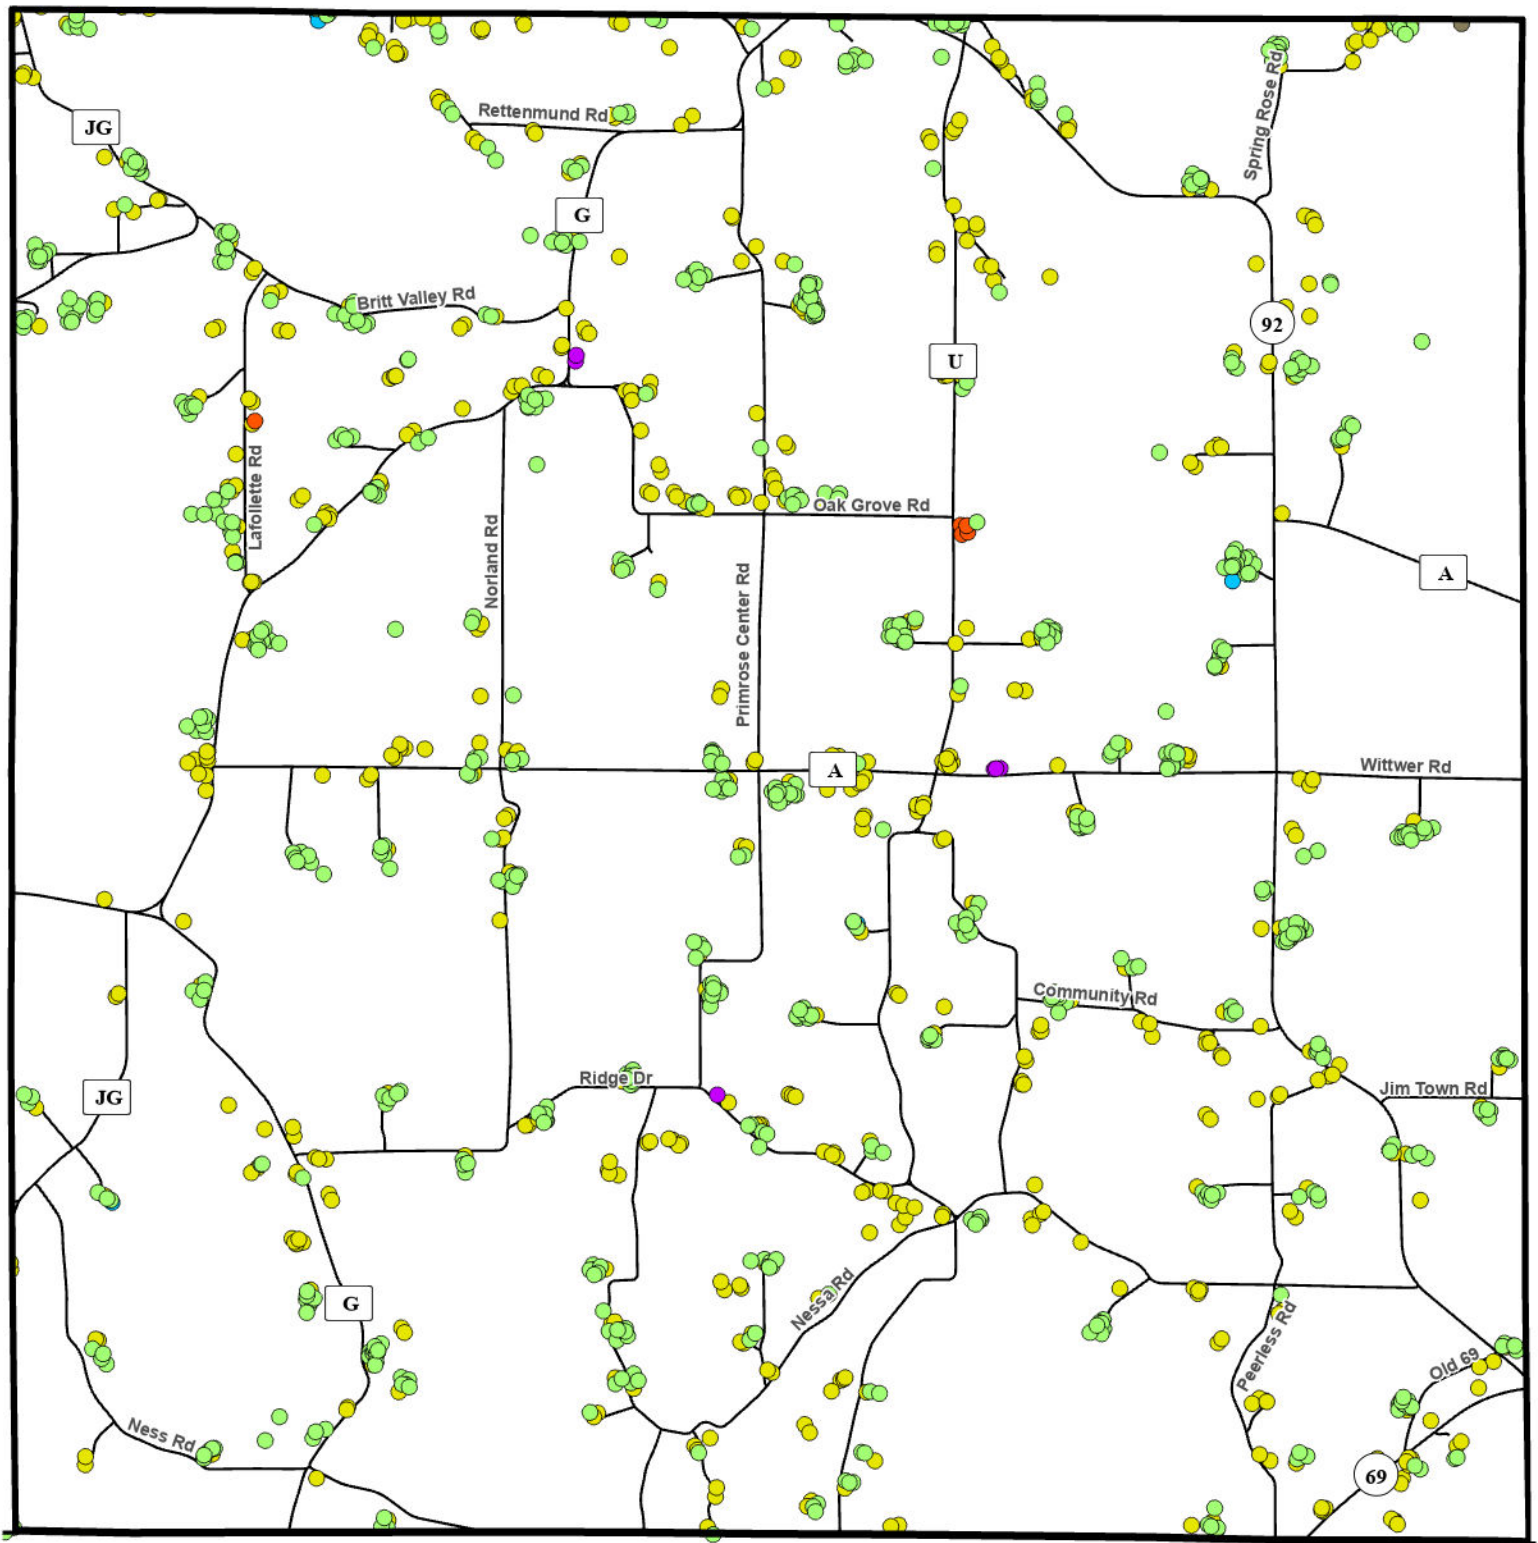 Spring Rose Rd
Rettenmund Rd
JG
G
Britt Valley Rd
92
U
Lafollette Rd
Oak Grove Rd
Norland Rd
A
Primrose Center Rd
A
Wittwer Rd
Community Rd
Ridge Dr
JG
Jim Town Rd
Nessa Rd
G
Peerless Rd
Old 69
Ness Rd
69